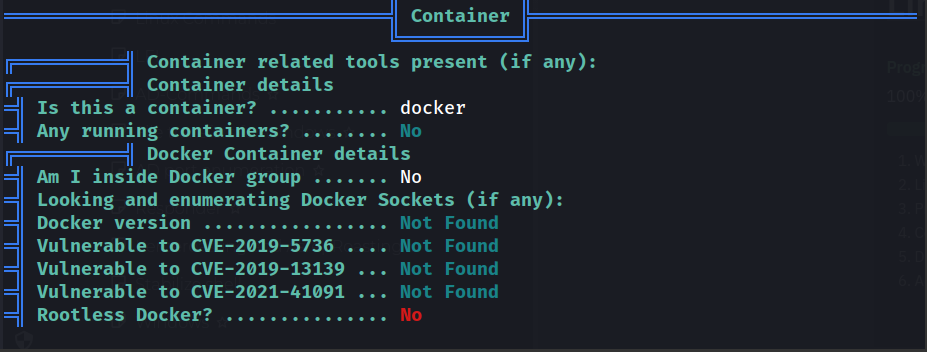 Container
Container related tools present (if any):
Container details
Is this a container? ........... docker
Any running containers? ........ No
Docker Container details
Am I inside Docker group ....... No
Looking and enumerating Docker Sockets (if any):
Docker version ................. Not Found
Vulnerable to CVE-2019-5736 .... Not Found
Vulnerable to CVE-2019-13139 ... Not Found
Vulnerable to CVE-2021-41091 ... Not Found
Rootless Docker? ............... No